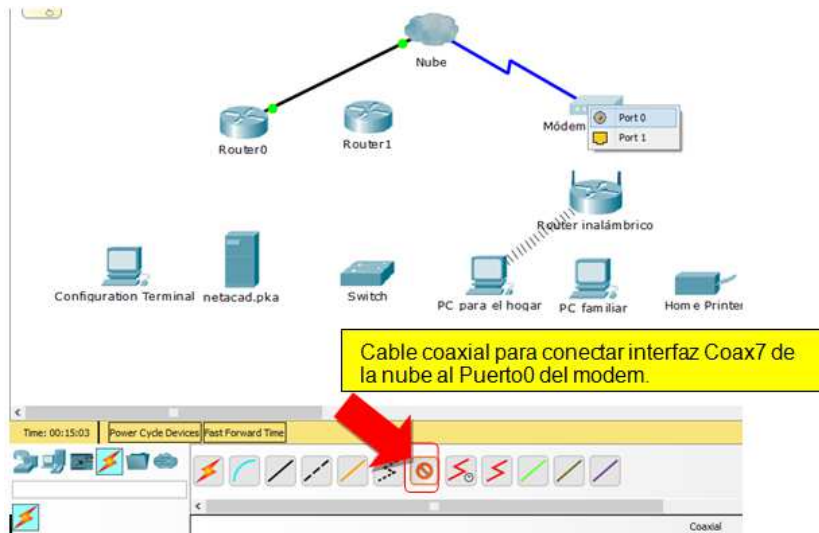 Nube
Módem
Port 0
Port 1
Router0
Router1
Router inalámbrico
Configuration Terminal
netacad.pka
Switch
PC para el hogar
PC familiar
Home Printer
Cable coaxial para conectar interfaz Coax7 de
la nube al Puerto0 del modem.
Time: 00:15:03
Power Cycle Devices
Fast Forward Time
Coaxial